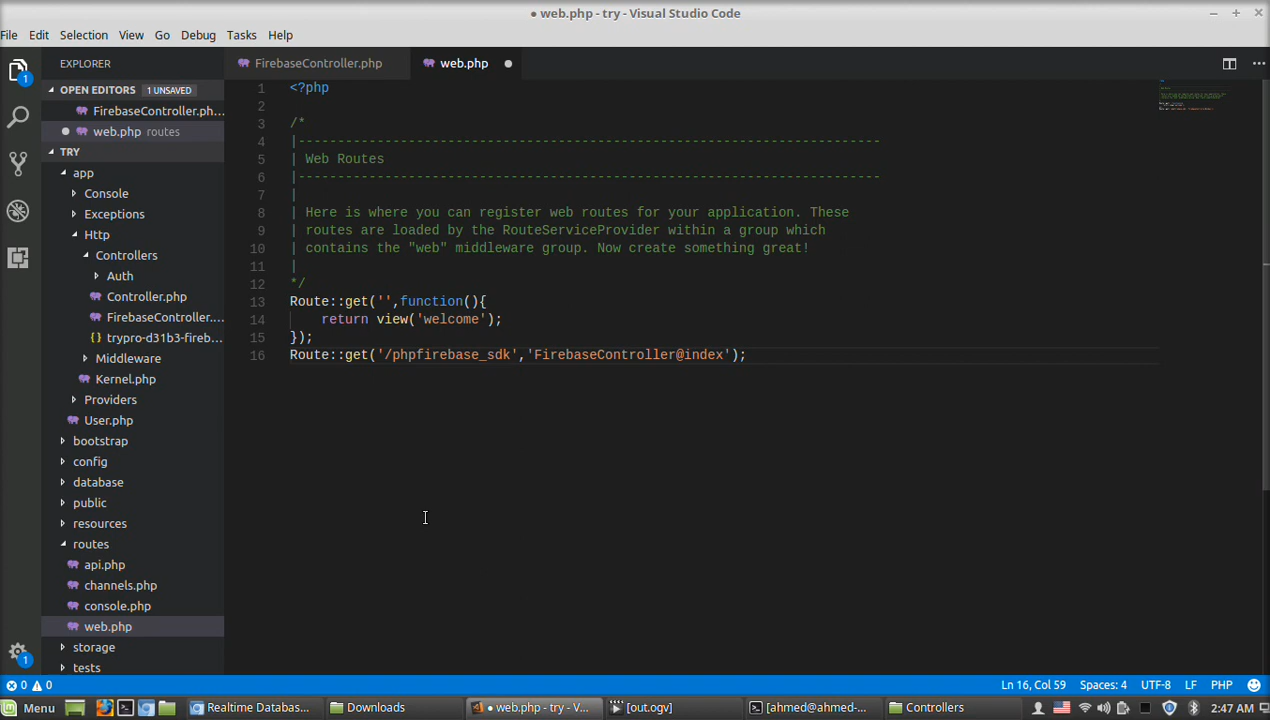 ● web.php - try - Visual Studio Code
File Edit Selection View Go Debug Tasks Help
EXPLORER
OPEN EDITORS 1 UNSAVED
FirebaseController.ph...
web.php routes
TRY
app
Console
Exceptions
Http
Controllers
Auth
Controller.php
FirebaseController....
{} trypro-d31b3-fireb...
Middleware
Kernel.php
Providers
User.php
bootstrap
config
database
public
resources
routes
api.php
channels.php
console.php
web.php
storage
tests
1
1
FirebaseController.php web.php ●
1 <?php
2
3 /*
4 |--------------------------------------------------------------------------
5 | Web Routes
6 |--------------------------------------------------------------------------
7 |
8 | Here is where you can register web routes for your application. These
9 | routes are loaded by the RouteServiceProvider within a group which
10 | contains the "web" middleware group. Now create something great!
11 |
12 */
13 Route::get('',function(){
14 return view('welcome');
15 });
16 Route::get('/phpfirebase_sdk','FirebaseController@index');
0 0 Ln 16, Col 59 Spaces: 4 UTF-8 LF PHP
Menu Realtime Databas... Downloads ● web.php - try - V... [out.ogv] [ahmed@ahmed-... Controllers 2:47 AM